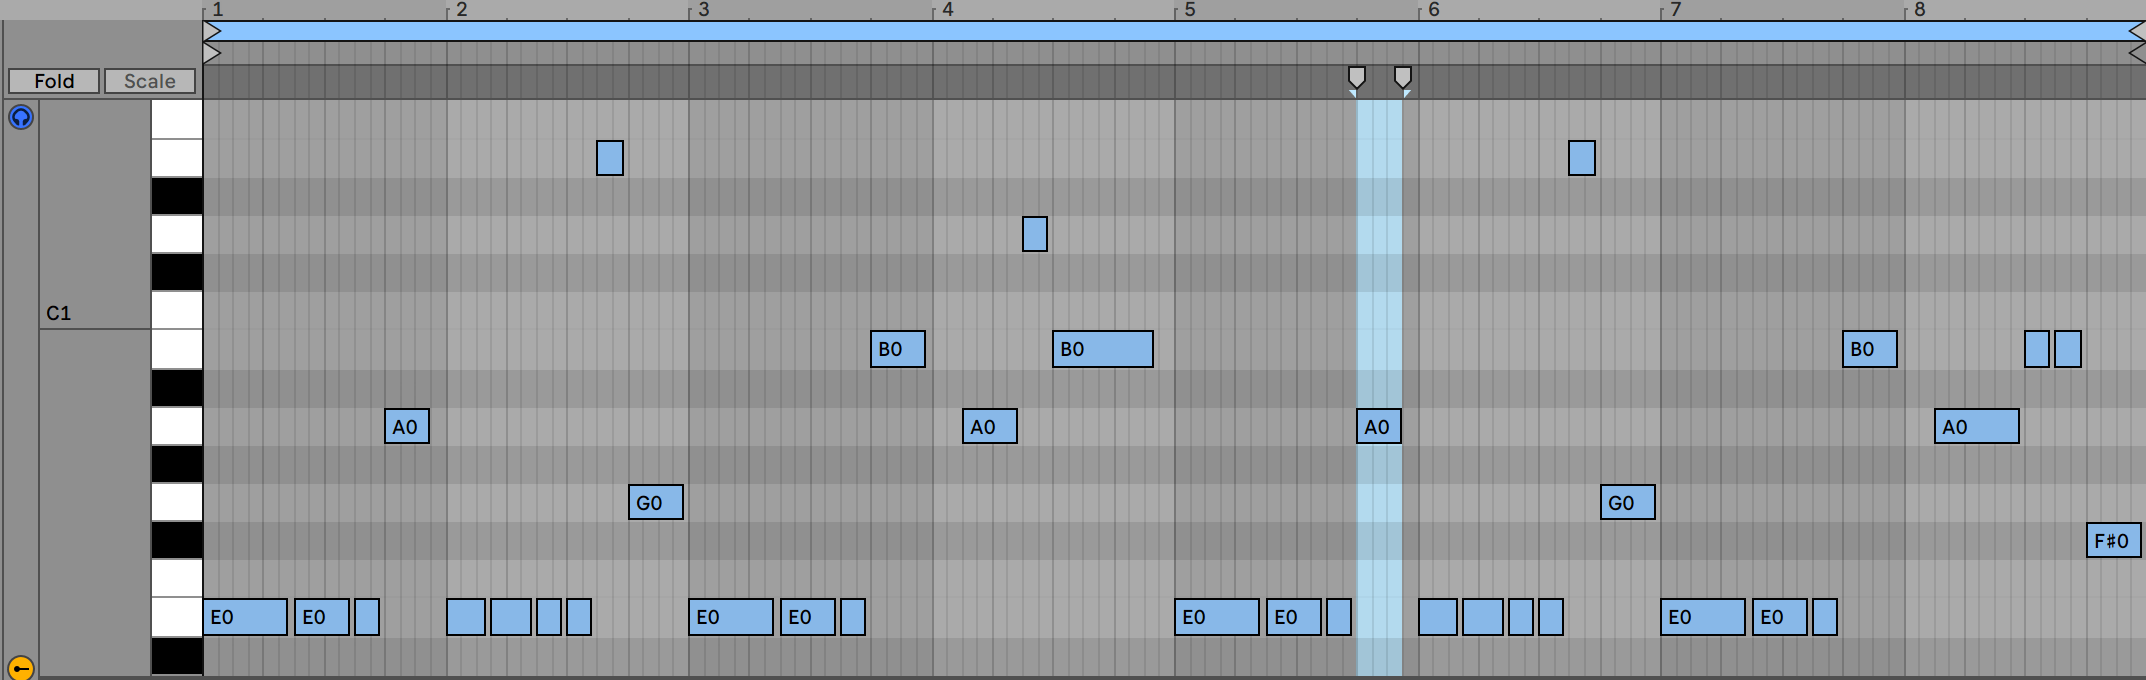 1 2 3 4 5 6 7 8
Fold Scale
C1
B0 B0 B0
A0 A0 A0 A0
G0 G0
F♯0
E0 E0 E0 E0 E0 E0 E0 E0